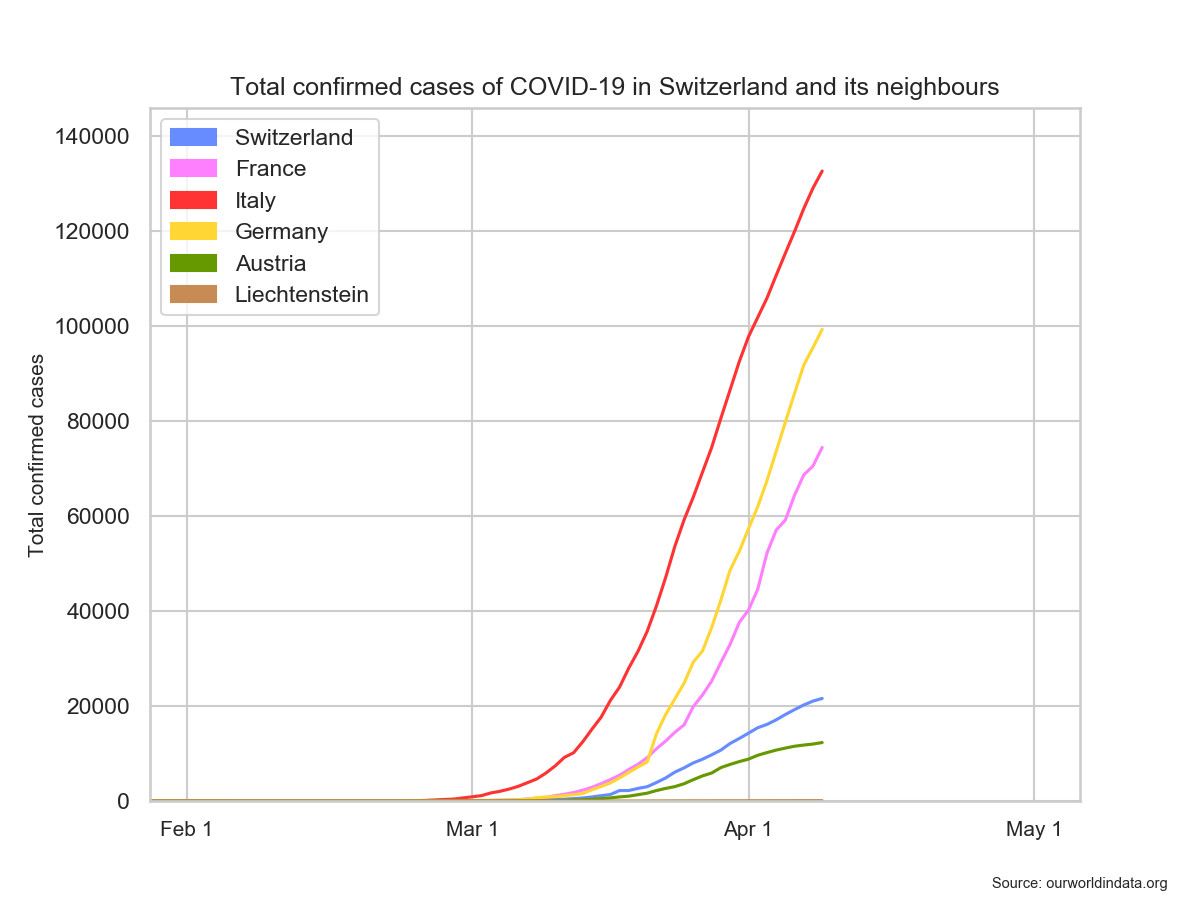 Total confirmed cases of COVID-19 in Switzerland and its neighbours
Switzerland
France
Italy
Germany
Austria
Liechtenstein
140000
120000
100000
80000
60000
40000
20000
0
Total confirmed cases
Feb 1
Mar 1
Apr 1
May 1
Source: ourworldindata.org